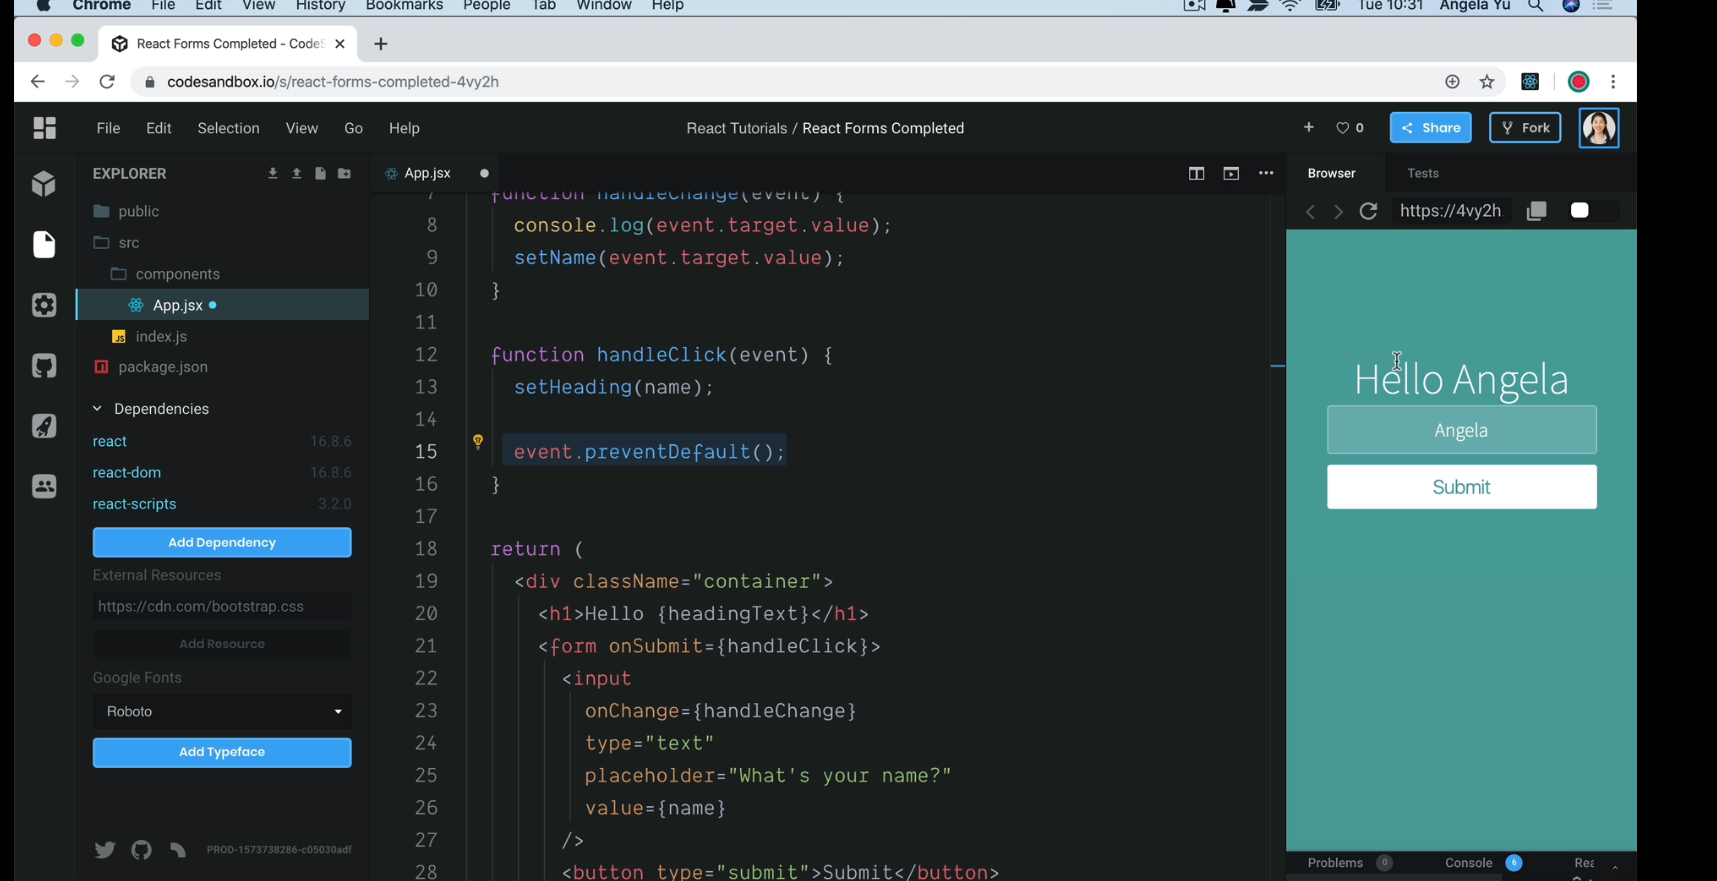 Chrome File Edit View History Bookmarks People Tab Window Help Tue 10:31 Angela Yu
React Forms Completed - CodeS
codesandbox.io/s/react-forms-completed-4vy2h
File Edit Selection View Go Help React Tutorials / React Forms Completed + 0 Share Fork
EXPLORER
public
src
components
App.jsx
index.js
package.json
Dependencies
react 16.8.6
react-dom 16.8.6
react-scripts 3.2.0
Add Dependency
External Resources
https://cdn.com/bootstrap.css
Add Resource
Google Fonts
Roboto
Add Typeface
PROD-1573738286-c05030adf
App.jsx
7 function handleChange(event) {
8 console.log(event.target.value);
9 setName(event.target.value);
10 }
11
12 function handleClick(event) {
13 setHeading(name);
14
15 event.preventDefault();
16 }
17
18 return (
19 <div className="container">
20 <h1>Hello {headingText}</h1>
21 <form onSubmit={handleClick}>
22 <input
23 onChange={handleChange}
24 type="text"
25 placeholder="What's your name?"
26 value={name}
27 />
28 <button type="submit">Submit</button>
Browser Tests
https://4vy2h
Hello Angela
Angela
Submit
Problems 0 Console 6 Rea